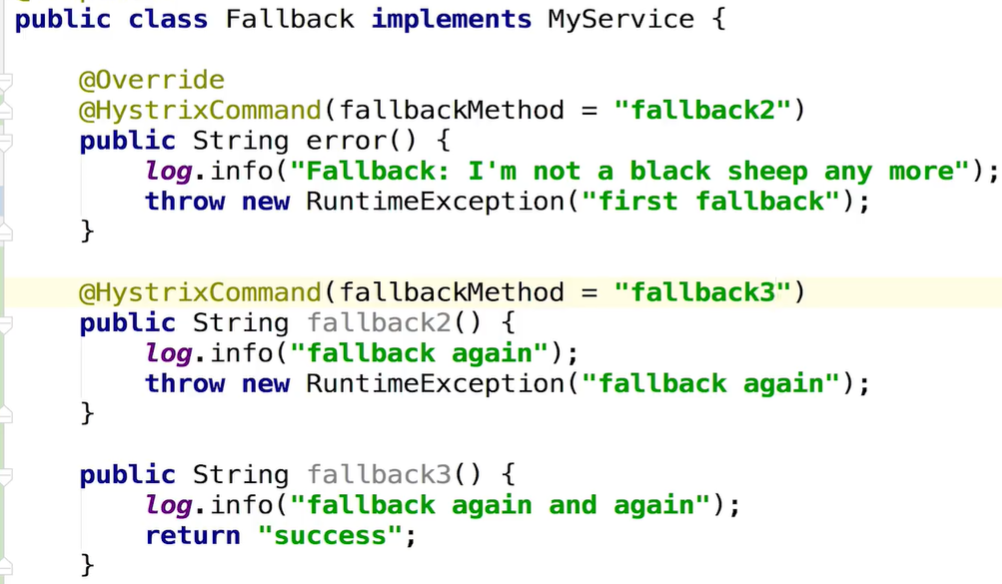 public class Fallback implements MyService {
@Override
@HystrixCommand(fallbackMethod = "fallback2")
public String error() {
log.info("Fallback: I'm not a black sheep any more");
throw new RuntimeException("first fallback");
}
@HystrixCommand(fallbackMethod = "fallback3")
public String fallback2() {
log.info("fallback again");
throw new RuntimeException("fallback again");
}
public String fallback3() {
log.info("fallback again and again");
return "success";
}